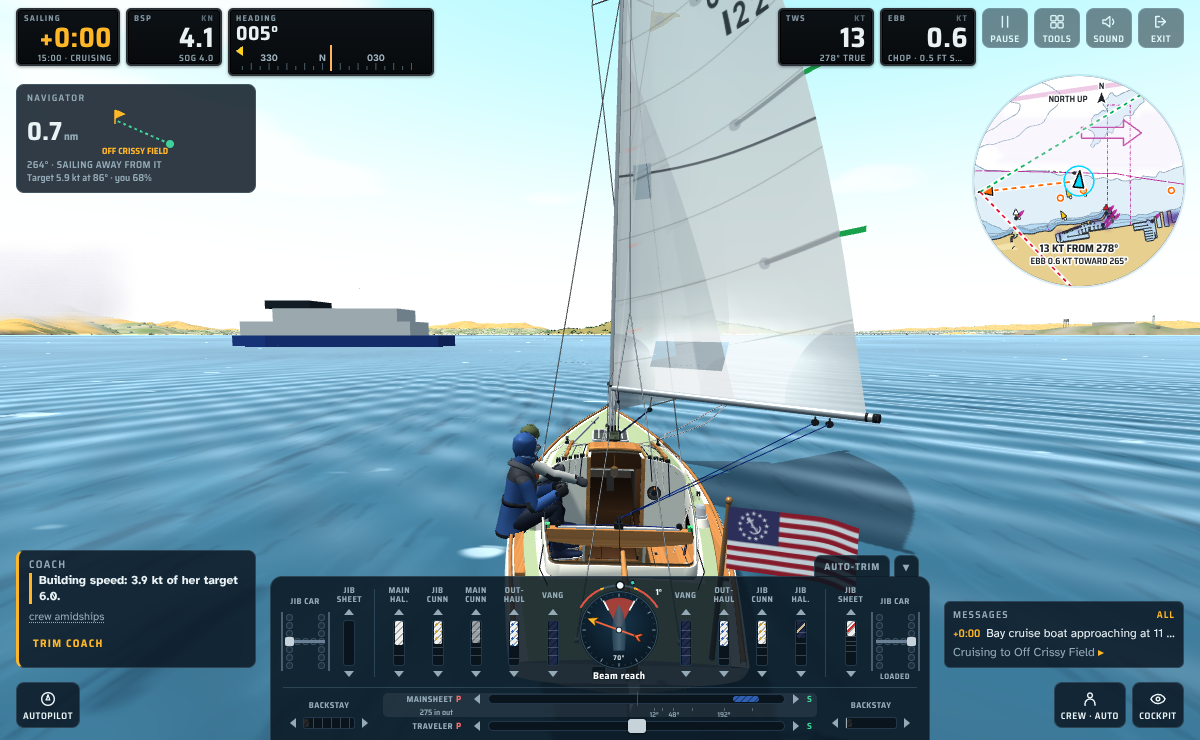 SAILING
+0:00
15:00 · CRUISING
BSP KN
4.1
SOG 4.0
HEADING
005°
330 N 030
TWS KT
13
278° TRUE
EBB KT
0.6
CHOP · 0.5 FT S…
PAUSE
TOOLS
SOUND
EXIT
122
NAVIGATOR
0.7 nm
OFF CRISSY FIELD
264° · SAILING AWAY FROM IT
Target 5.9 kt at 86° · you 68%
N
NORTH UP
13 KT FROM 278°
EBB 0.6 KT TOWARD 265°
COACH
Building speed: 3.9 kt of her target
6.0.
crew amidships
TRIM COACH
AUTOPILOT
AUTO-TRIM ▼
JIB CAR
JIB SHEET
MAIN HAL.
JIB CUNN
MAIN CUNN
OUT-HAUL
VANG
1°
VANG
OUT-HAUL
JIB CUNN
JIB HAL.
JIB SHEET
JIB CAR
LOADED
70°
Beam reach
BACKSTAY
MAINSHEET P
S
275 in out
12° 48° 192°
TRAVELER P
S
BACKSTAY
MESSAGES ALL
+0:00 Bay cruise boat approaching at 11 …
Cruising to Off Crissy Field ▸
CREW · AUTO
COCKPIT